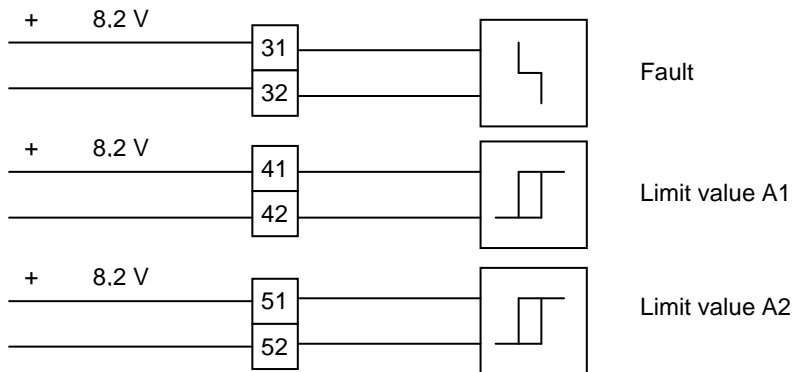 + 8,2 V
31
32
Fault
+ 8,2 V
41
42
Limit value A1
+ 8,2 V
51
52
Limit value A2